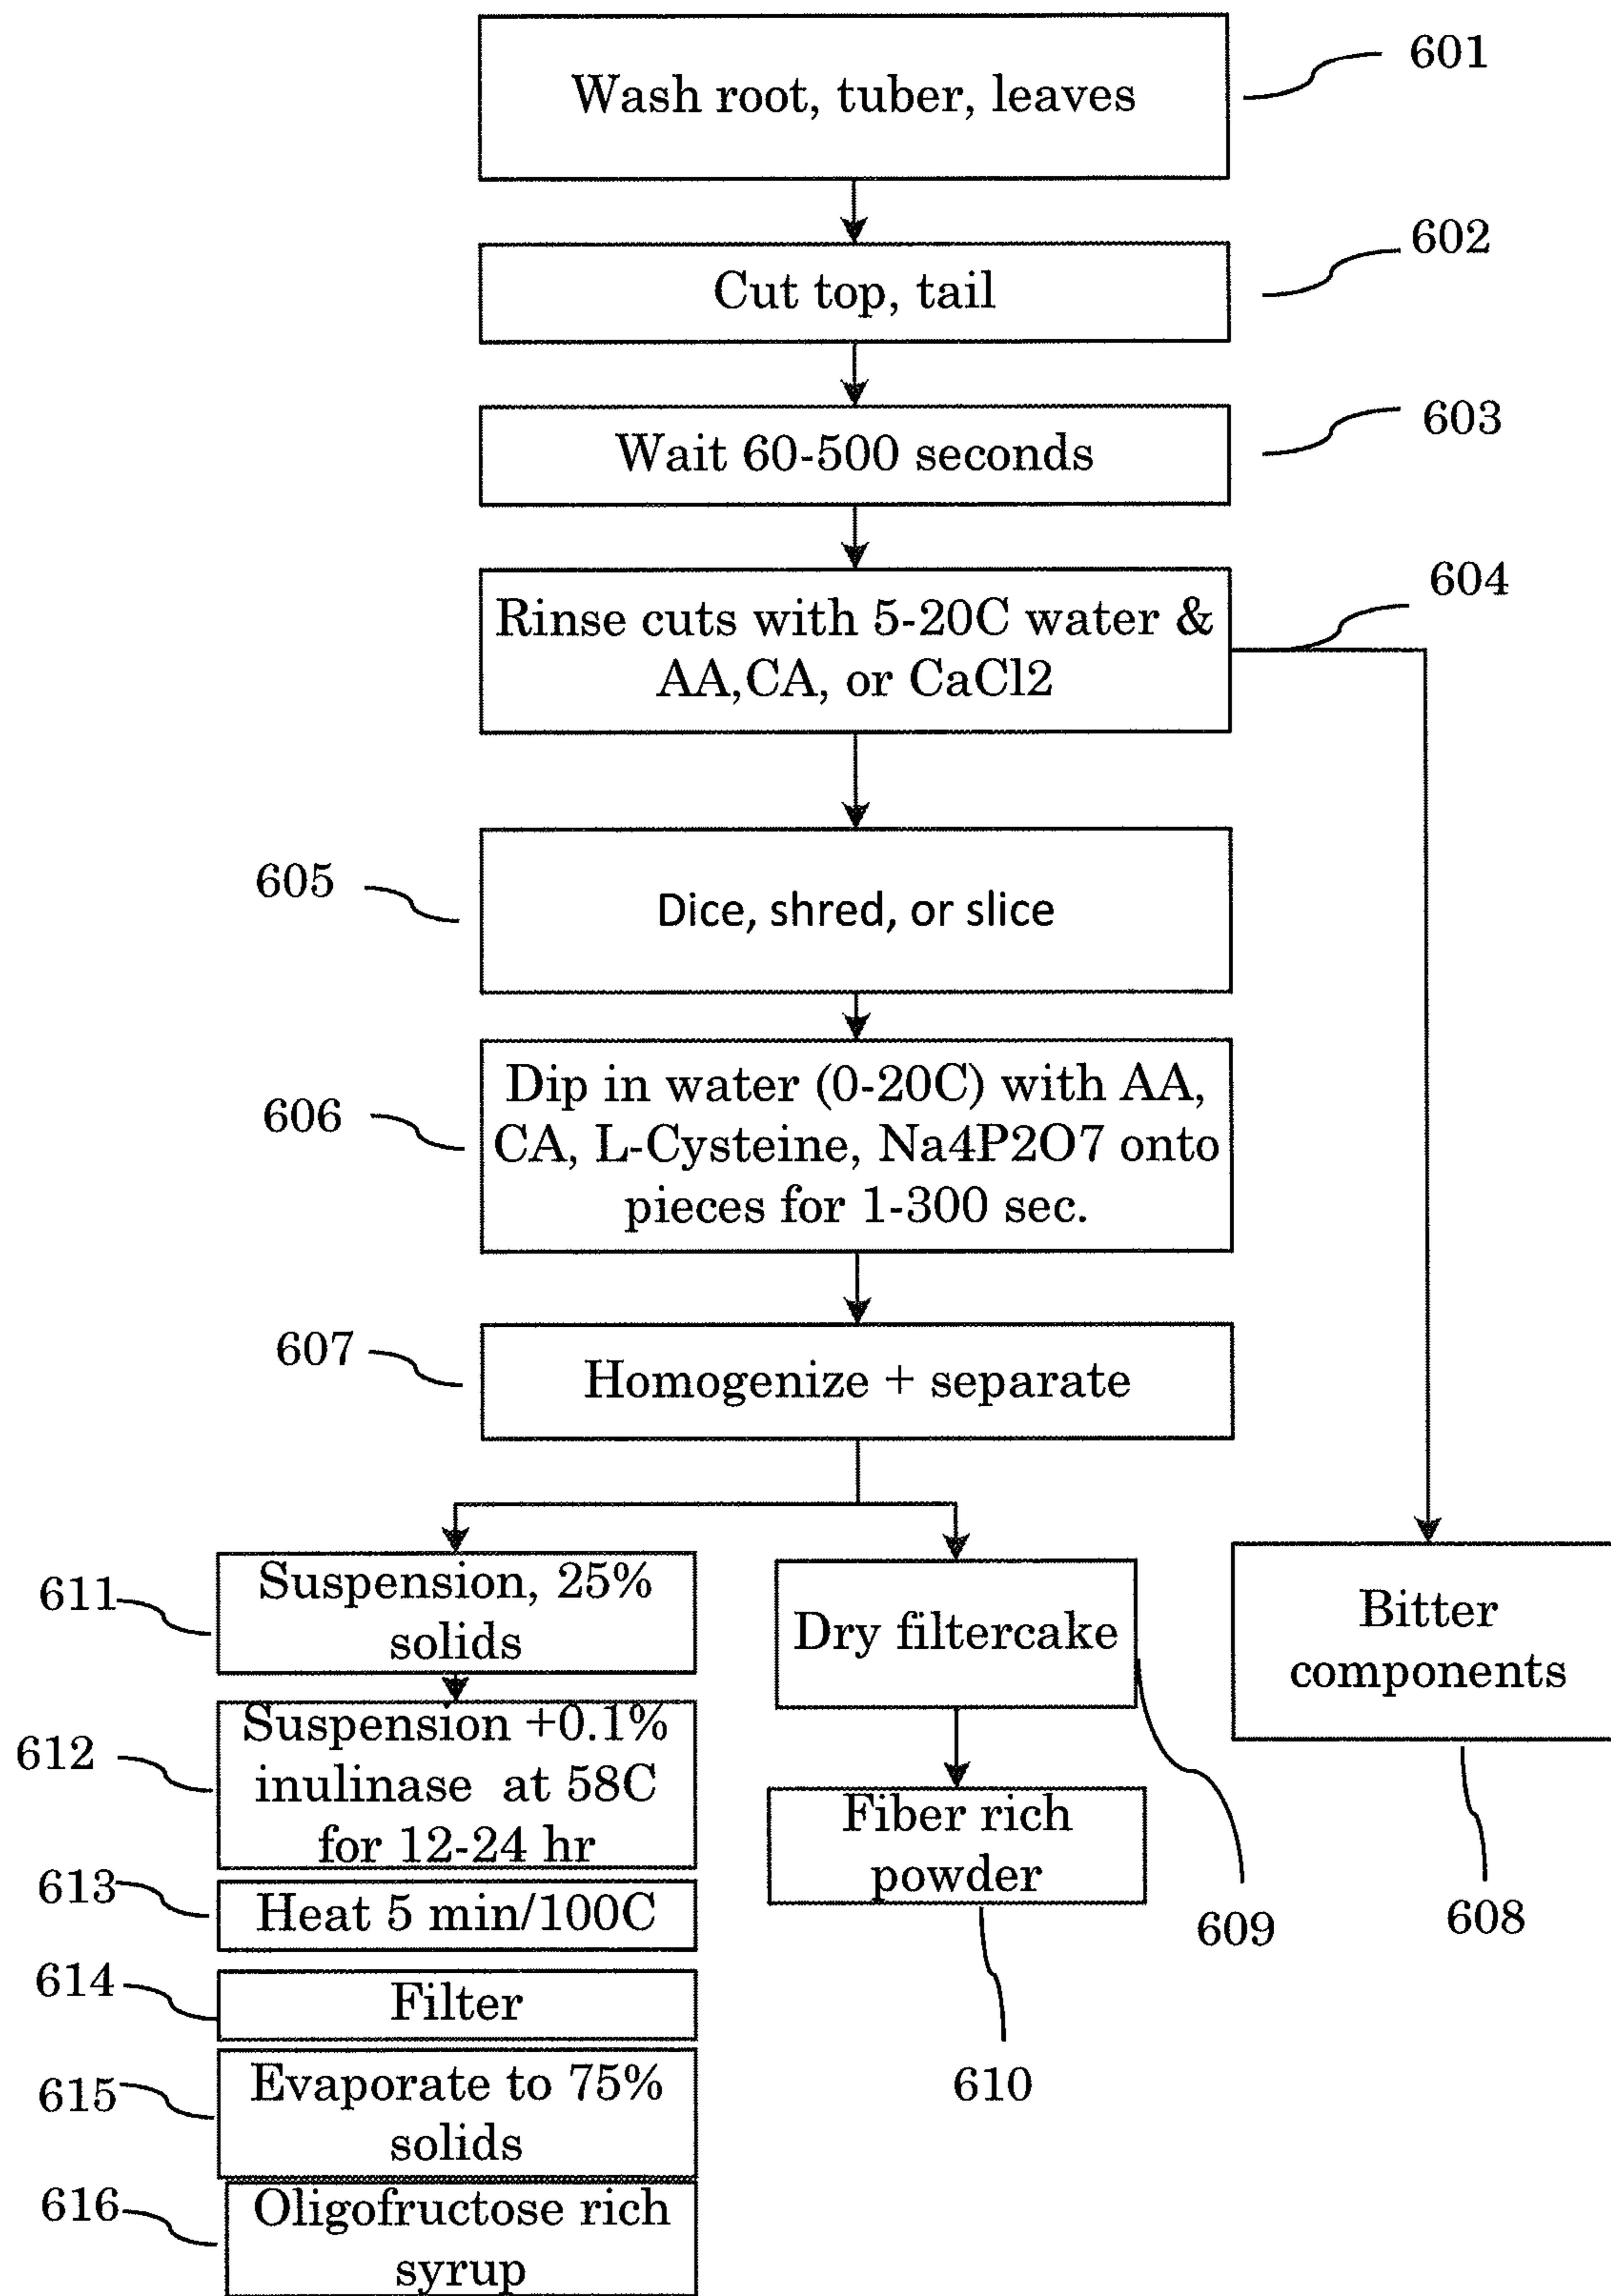 Wash root, tuber, leaves
601
Cut top, tail
602
Wait 60-500 seconds
603
Rinse cuts with 5-20C water &
AA,CA, or CaCl2
604
605
Dice, shred, or slice
606
Dip in water (0-20C) with AA,
CA, L-Cysteine, Na4P2O7 onto
pieces for 1-300 sec.
607
Homogenize + separate
611
Suspension, 25%
solids
612
Suspension +0.1%
inulinase at 58C
for 12-24 hr
613
Heat 5 min/100C
614
Filter
615
Evaporate to 75%
solids
616
Oligofructose rich
syrup
Dry filtercake
609
Fiber rich
powder
610
Bitter
components
608